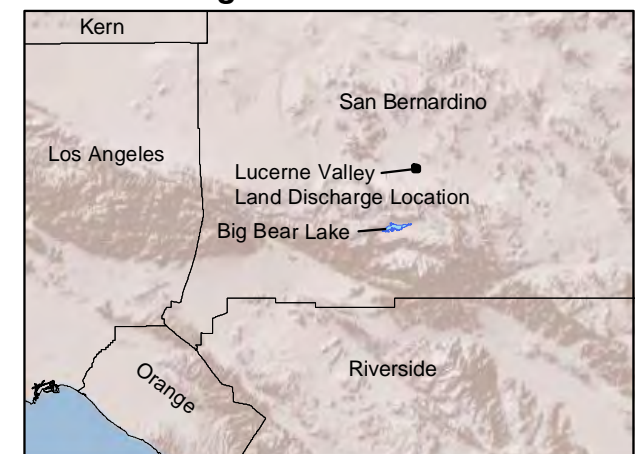 Kern
San Bernardino
Los Angeles
Lucerne Valley
Land Discharge Location
Big Bear Lake
Riverside
Orange